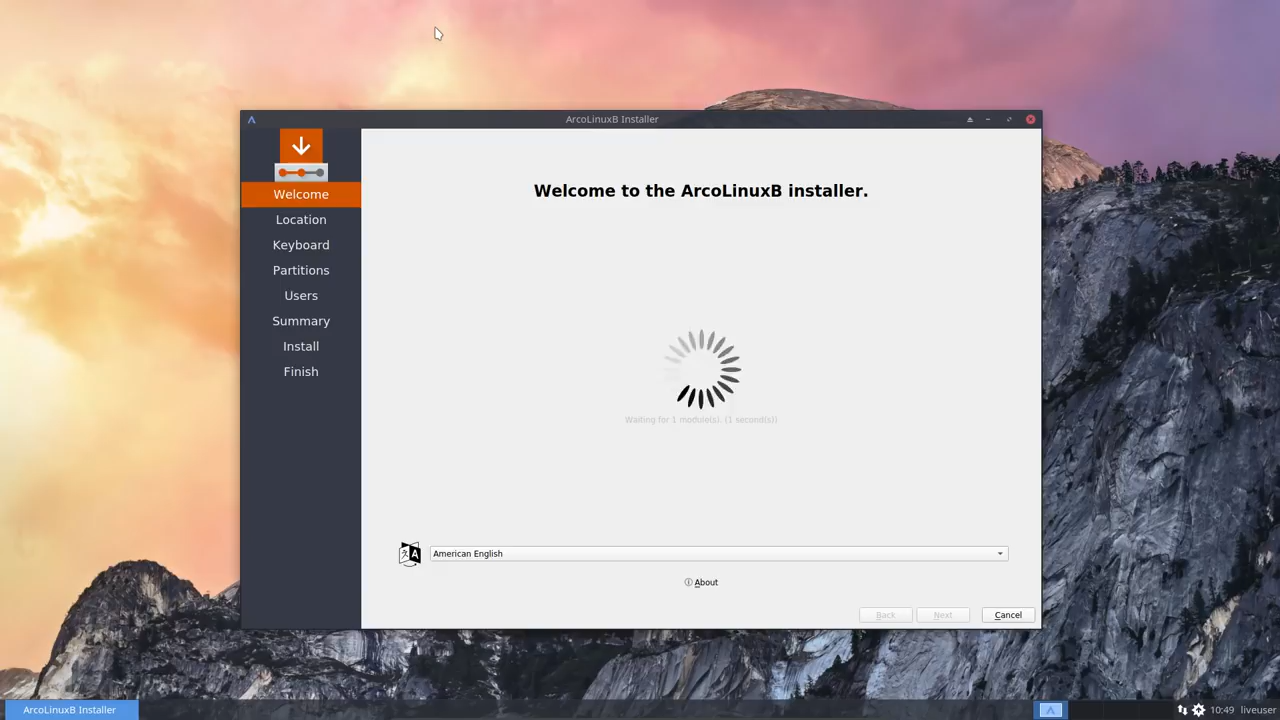 ArcoLinuxB Installer
Welcome
Location
Keyboard
Partitions
Users
Summary
Install
Finish
Welcome to the ArcoLinuxB installer.
Waiting for 1 module(s). (1 second(s))
American English
About
Back
Next
Cancel
ArcoLinuxB Installer
10:49
liveuser